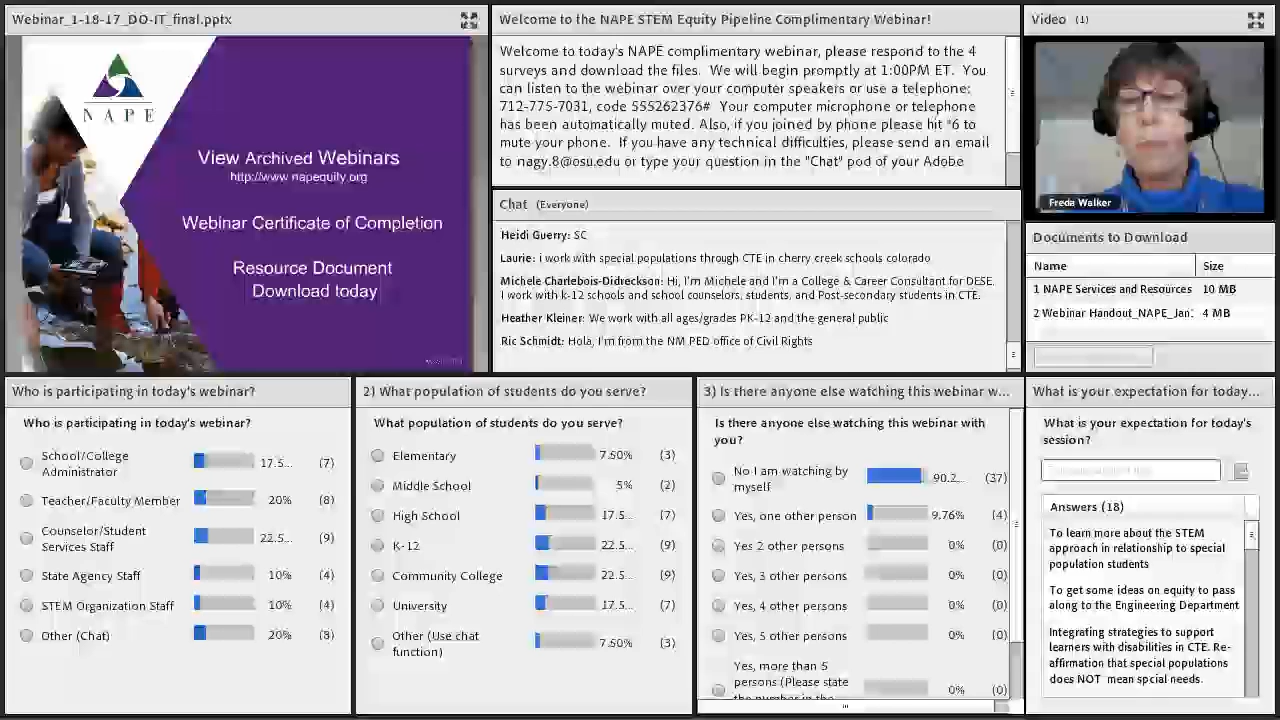 Webinar_1-18-17_DO-IT_final.pptx
NAPE
View Archived Webinars
http://www.napequity.org
Webinar Certificate of Completion
Resource Document
Download today
Welcome to the NAPE STEM Equity Pipeline Complimentary Webinar!
Welcome to today's NAPE complimentary webinar, please respond to the 4
surveys and download the files. We will begin promptly at 1:00PM ET. You
can listen to the webinar over your computer speakers or use a telephone:
712-775-7031, code 555262376# Your computer microphone or telephone
has been automatically muted. Also, if you joined by phone please hit *6 to
mute your phone. If you have any technical difficulties, please send an email
to nagy.8@osu.edu or type your question in the "Chat" pod of your Adobe
Chat (Everyone)
Heidi Guerry: SC
Laurie: i work with special populations through CTE in cherry creek schools colorado
Michele Charlebois-Didreckson: Hi, I'm Michele and I'm a College & Career Consultant for DESE.
I work with k-12 schools and school counselors, students, and Post-secondary students in CTE.
Heather Kleiner: We work with all ages/grades PK-12 and the general public
Ric Schmidt: Hola, I'm from the NM PED office of Civil Rights
Video (1)
Freda Walker
Documents to Download
Name Size
1 NAPE Services and Resources 10 MB
2 Webinar Handout_NAPE_Jan: 4 MB
Who is participating in today's webinar?
Who is participating in today's webinar?
School/College
Administrator 17.5... (7)
Teacher/Faculty Member 20% (8)
Counselor/Student
Services Staff 22.5... (9)
State Agency Staff 10% (4)
STEM Organization Staff 10% (4)
Other (Chat) 20% (8)
2) What population of students do you serve?
What population of students do you serve?
Elementary 7.50% (3)
Middle School 5% (2)
High School 17.5... (7)
K-12 22.5... (9)
Community College 22.5... (9)
University 17.5... (7)
Other (Use chat
function) 7.50% (3)
3) Is there anyone else watching this webinar w...
Is there anyone else watching this webinar with
you?
No I am watching by
myself 90.2... (37)
Yes, one other person 9.76% (4)
Yes 2 other persons 0% (0)
Yes, 3 other persons 0% (0)
Yes, 4 other persons 0% (0)
Yes, 5 other persons 0% (0)
Yes, more than 5
persons (Please state
the number in the 0% (0)
What is your expectation for today...
What is your expectation for today's
session?
Answers (18)
To learn more about the STEM
approach in relationship to special
population students
To get some ideas on equity to pass
along to the Engineering Department
Integrating strategies to support
learners with disabilities in CTE. Re-
affirmation that special populations
does NOT mean spcial needs.